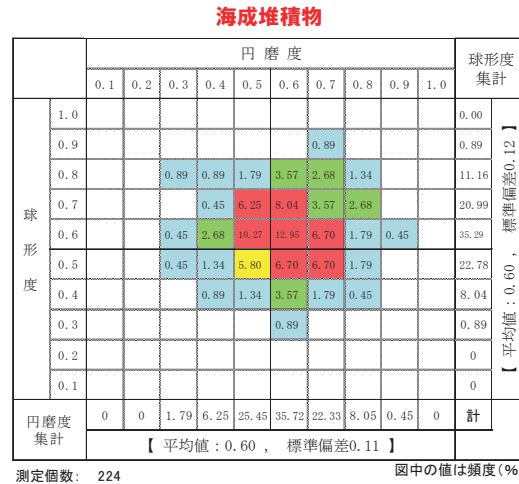 海成堆積物
円 磨 度
球形度
集計
0.1 0.2 0.3 0.4 0.5 0.6 0.7 0.8 0.9 1.0
球形度
1.0 0.00
0.9 0.89 0.89
0.8 0.89 0.89 1.79 3.57 2.68 1.34 11.16
0.7 0.45 6.25 8.04 3.57 2.68 20.99
0.6 0.45 2.68 10.27 12.95 6.70 1.79 0.45 35.29
0.5 0.45 1.34 5.80 6.70 6.70 1.79 22.78
0.4 0.89 1.34 3.57 1.79 0.45 8.04
0.3 0.89 0.89
0.2 0
0.1 0
【 平均値:0.60 , 標準偏差0.12 】
円磨度
集計
0 0 1.79 6.25 25.45 35.72 22.33 8.05 0.45 0 計
【 平均値:0.60 , 標準偏差0.11 】
測定個数: 224
図中の値は頻度(%